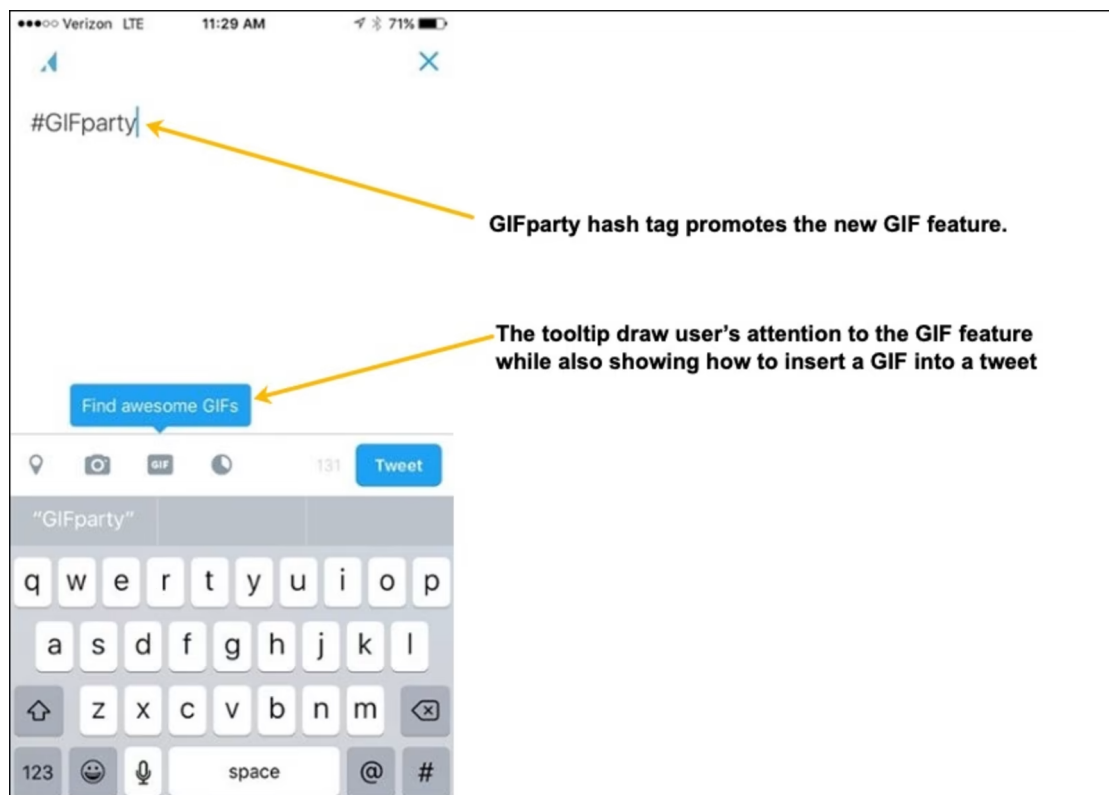 Verizon LTE 11:29 AM 71%
#GIFparty
GIFparty hash tag promotes the new GIF feature.
The tooltip draw user's attention to the GIF feature
while also showing how to insert a GIF into a tweet
Find awesome GIFs
GIF 131 Tweet
“GIFparty”
q w e r t y u i o p
a s d f g h j k l
z x c v b n m
123 space @ #